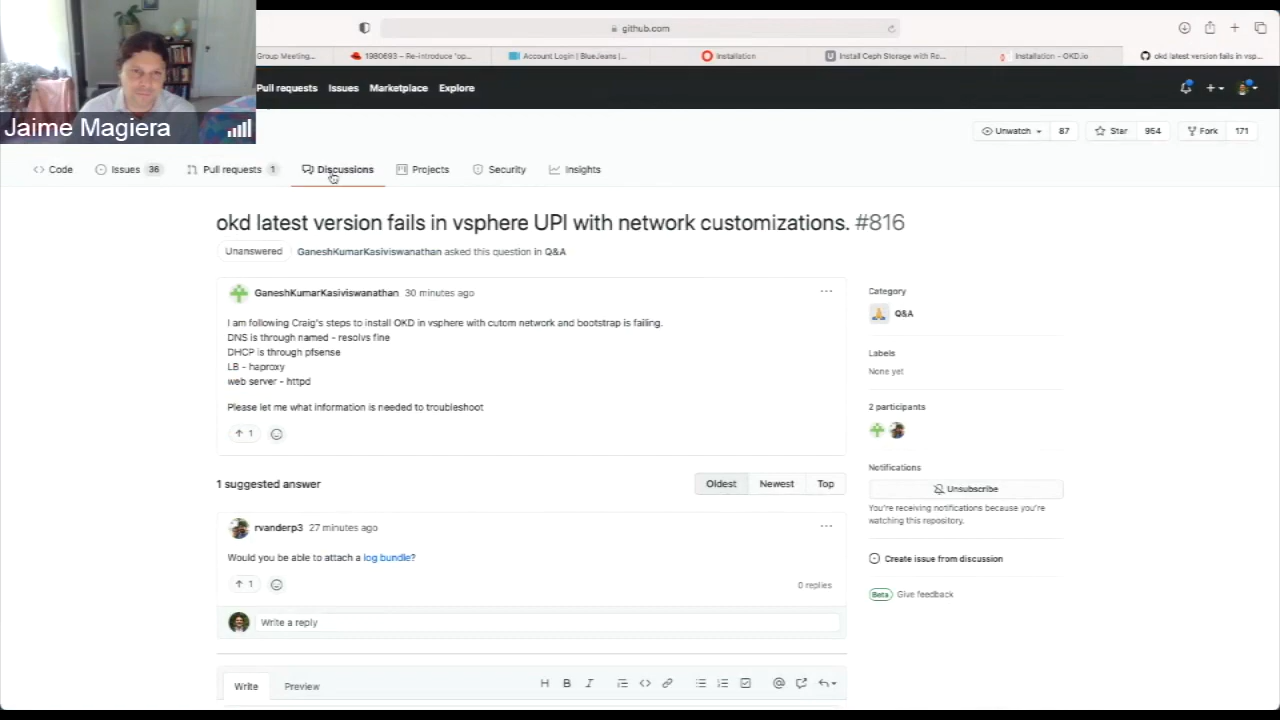 github.com
Group Meeting...
1980693 – Re-introduce "op...
Account Login | BlueJeans |...
Installation
Install Ceph Storage with Ro...
Installation - OKD.io
okd latest version fails in vsp...
Pull requests Issues Marketplace Explore
Jaime Magiera
Unwatch 87 Star 954 Fork 171
Code Issues 36 Pull requests 1 Discussions Projects Security Insights
okd latest version fails in vsphere UPI with network customizations. #816
Unanswered GaneshKumarKasiviswanathan asked this question in Q&A
GaneshKumarKasiviswanathan 30 minutes ago
I am following Craig's steps to install OKD in vsphere with cutom network and bootstrap is failing.
DNS is through named - resolvs fine
DHCP is through pfsense
LB - haproxy
web server - httpd
Please let me what information is needed to troubleshoot
1
1 suggested answer
Oldest Newest Top
rvanderp3 27 minutes ago
Would you be able to attach a log bundle?
1
0 replies
Write a reply
Write Preview
H B I @
Category
Q&A
Labels
None yet
2 participants
Notifications
Unsubscribe
You're receiving notifications because you're
watching this repository.
Create issue from discussion
Beta Give feedback